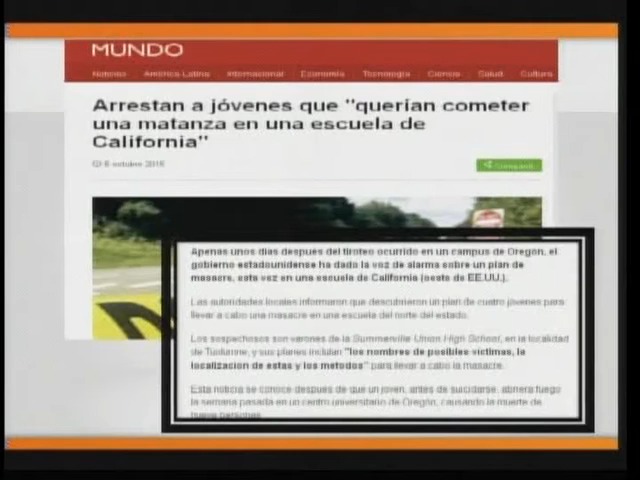 MUNDO
Noticias América Latina Internacional Economía Tecnología Ciencia Salud Cultura
Arrestan a jóvenes que "querían cometer
una matanza en una escuela de
California"
octubre 2015
Compartir
Apenas unos días después del tiroteo ocurrido en un campus de Oregón, el
gobierno estadounidense ha dado la voz de alarma sobre un plan de
masacre, esta vez en una escuela de California (oeste de EE.UU.).
Las autoridades locales informaron que descubrieron un plan de cuatro jóvenes para
llevar a cabo una masacre en una escuela del norte del estado.
Los sospechosos son varones de la Summerville Union High School, en la localidad
de Tuolumne, y sus planes incluían "los nombres de posibles víctimas, la
localización de estas y los métodos" para llevar a cabo la masacre.
Esta noticia se conoce después de que un joven, antes de suicidarse, abriera fuego
la semana pasada en un centro universitario de Oregón, causando la muerte de
nueve personas.